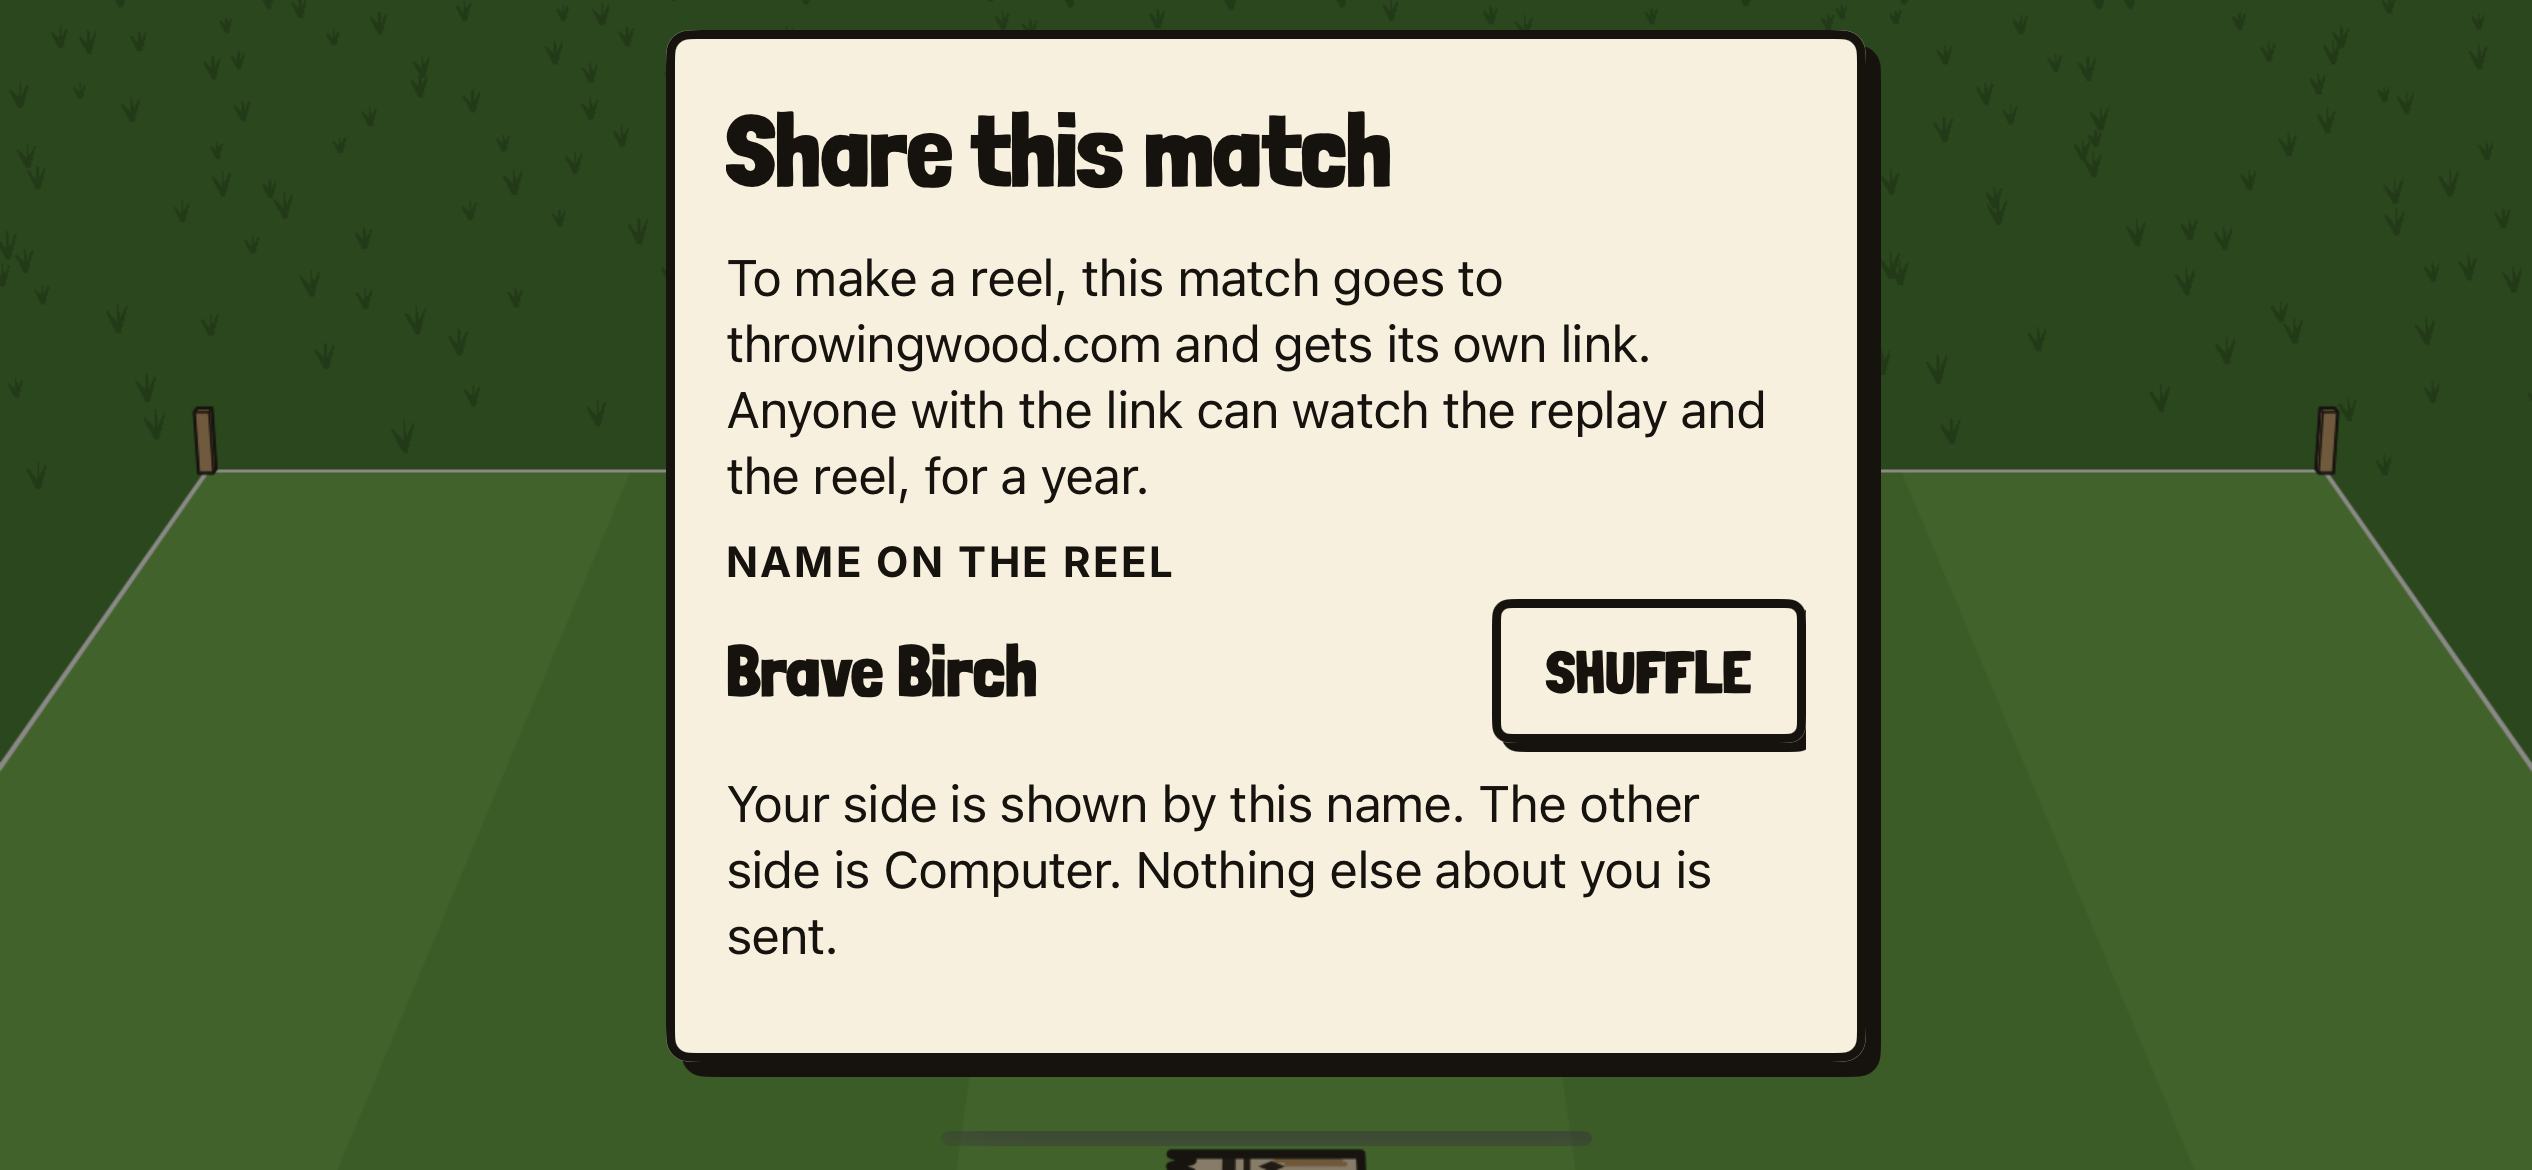 Share this match
To make a reel, this match goes to
throwingwood.com and gets its own link.
Anyone with the link can watch the replay and
the reel, for a year.
NAME ON THE REEL
Brave Birch
SHUFFLE
Your side is shown by this name. The other
side is Computer. Nothing else about you is
sent.